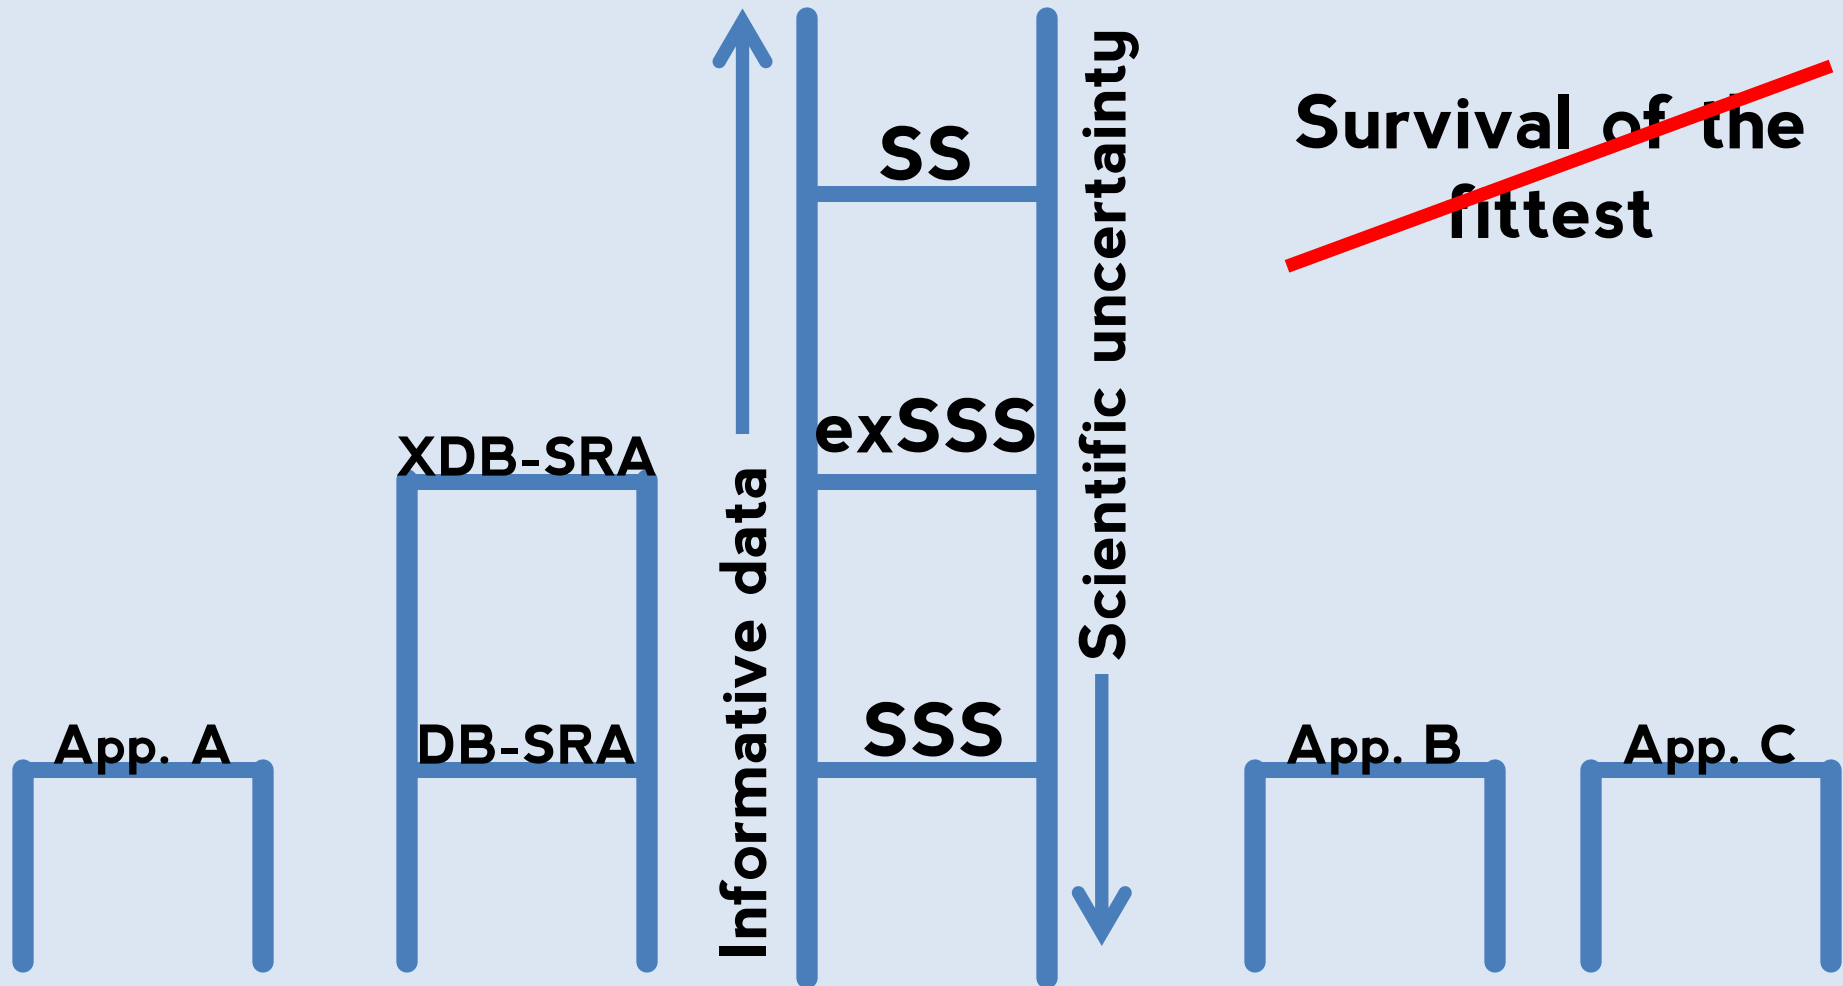 Survival of the
fittest
SS
exSSS
SSS
Informative data
Scientific uncertainty
XDB-SRA
DB-SRA
App. A
App. B
App. C